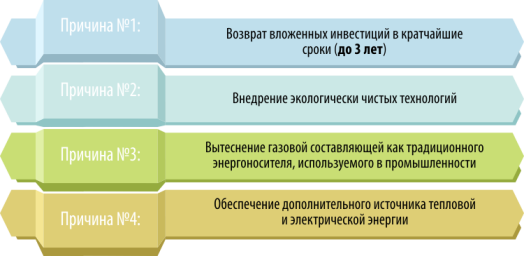 Причина №1:
Возврат вложенных инвестиций в кратчайшие
сроки (до 3 лет)
Причина №2:
Внедрение экологически чистых технологий
Причина №3:
Вытеснение газовой составляющей как традиционного
энергоносителя, используемого в промышленности
Причина №4:
Обеспечение дополнительного источника тепловой
и электрической энергии